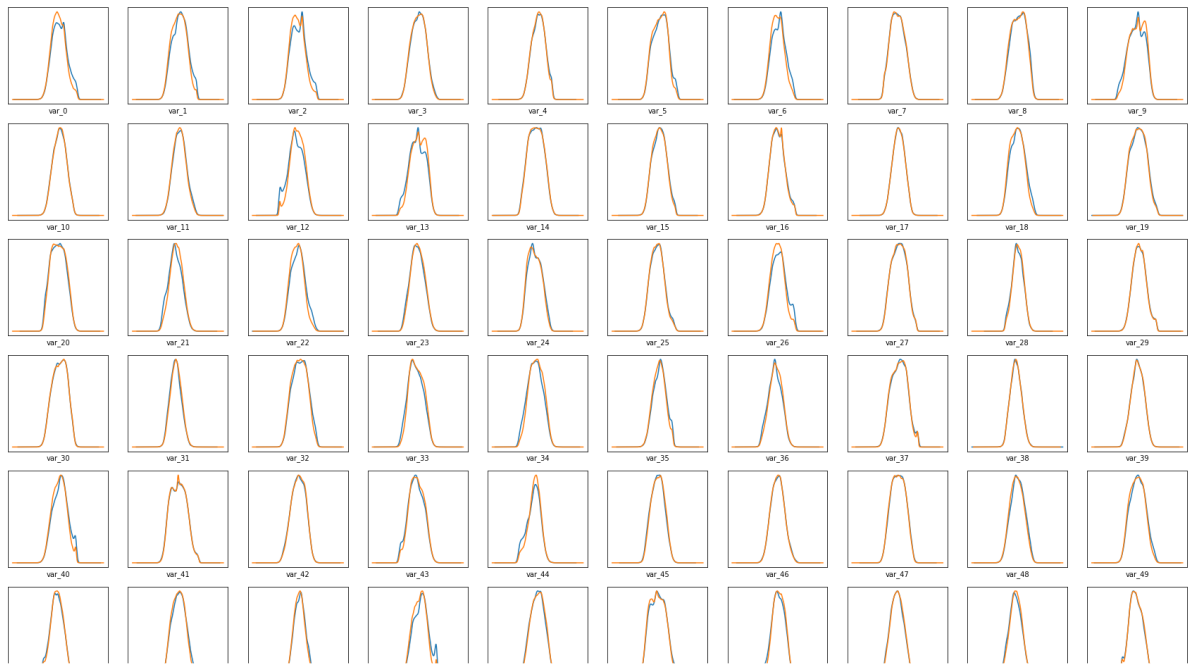 var_0 var_1 var_2 var_3 var_4 var_5 var_6 var_7 var_8 var_9
var_10 var_11 var_12 var_13 var_14 var_15 var_16 var_17 var_18 var_19
var_20 var_21 var_22 var_23 var_24 var_25 var_26 var_27 var_28 var_29
var_30 var_31 var_32 var_33 var_34 var_35 var_36 var_37 var_38 var_39
var_40 var_41 var_42 var_43 var_44 var_45 var_46 var_47 var_48 var_49